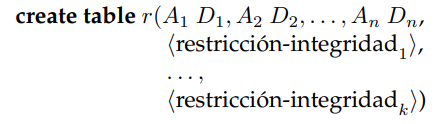 create table r(A₁ D₁, A₂ D₂, . . . , Aₙ Dₙ,
⟨restricción-integridad₁⟩,
. . . ,
⟨restricción-integridadₖ⟩)